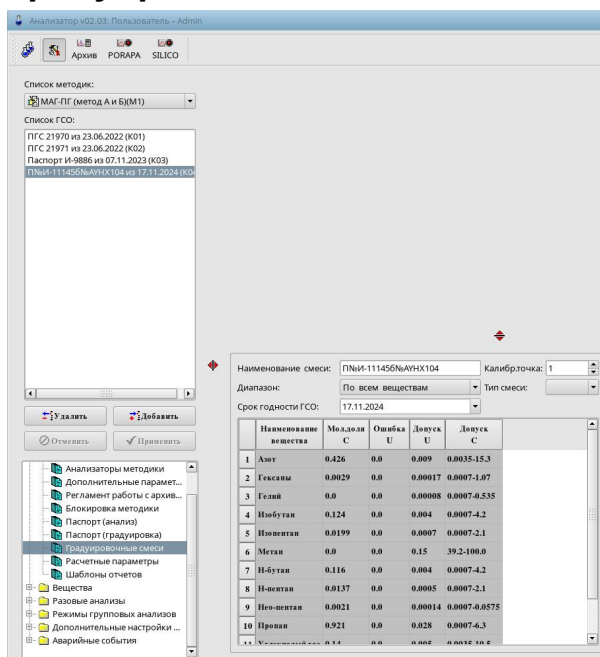 Анализатор v02.03: Пользователь – Admin
Архив PORAPA SILICO
Список методик:
МАГ-ПГ (метод А и Б)(М1)
Список ГСО:
ПГС 21970 из 23.06.2022 (К01)
ПГС 21971 из 23.06.2022 (К02)
Паспорт И-9886 из 07.11.2023 (К03)
П№И-111456№АУНХ104 из 17.11.2024 (К04
Удалить Добавить
Отменить Применить
Анализаторы методики
Дополнительные парамет...
Регламент работы с архив...
Блокировка методики
Паспорт (анализ)
Паспорт (градуировка)
Градуировочные смеси
Расчетные параметры
Шаблоны отчетов
Вещества
Разовые анализы
Режимы групповых анализов
Дополнительные настройки ...
Аварийные события
Наименование смеси: П№И-111456№АУНХ104 Калибр.точка: 1
Диапазон: По всем веществам Тип смеси:
Срок годности ГСО: 17.11.2024
Наименование вещества Мол.доля C Ошибка U Допуск U Допуск C
1 Азот 0.426 0.0 0.009 0.0035-15.3
2 Гексаны 0.0029 0.0 0.00017 0.0007-1.07
3 Гелий 0.0 0.0 0.00008 0.0007-0.535
4 Изобутан 0.124 0.0 0.004 0.0007-4.2
5 Изопентан 0.0199 0.0 0.0007 0.0007-2.1
6 Метан 0.0 0.0 0.15 39.2-100.0
7 Н-бутан 0.116 0.0 0.004 0.0007-4.2
8 Н-пентан 0.0137 0.0 0.0005 0.0007-2.1
9 Нео-пентан 0.0021 0.0 0.00014 0.0007-0.0575
10 Пропан 0.921 0.0 0.028 0.0007-6.3